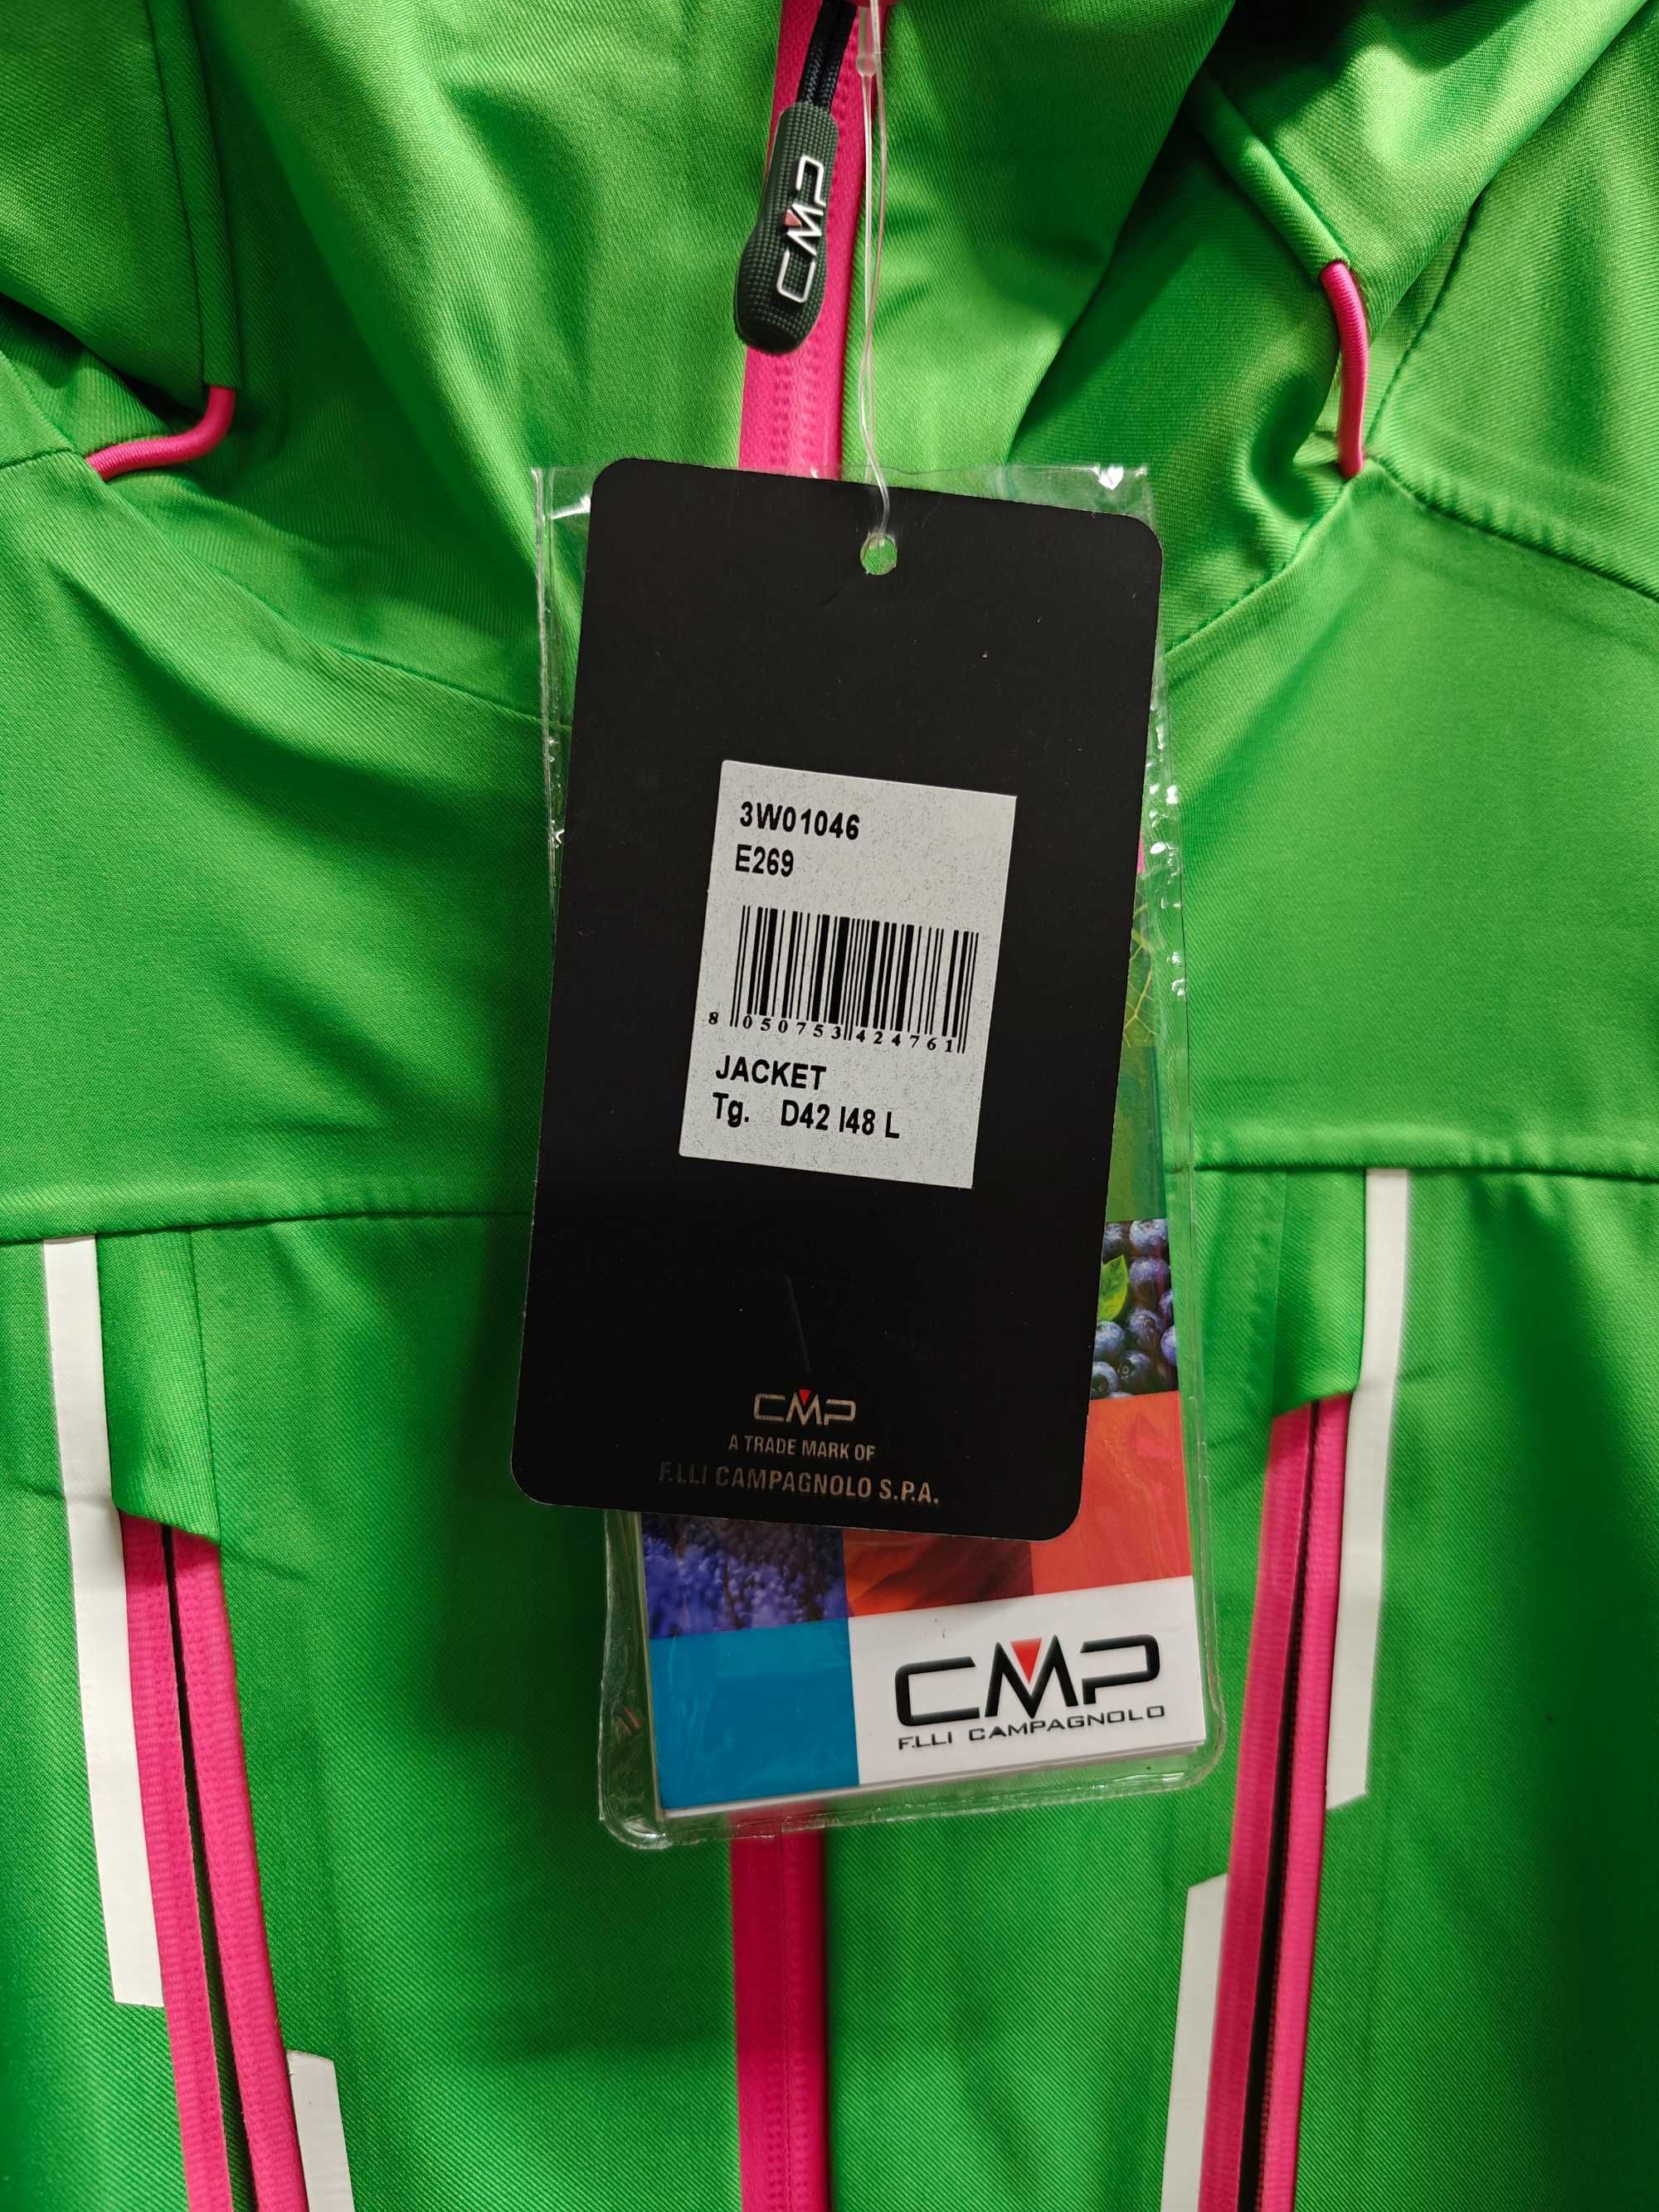 CMP
3W01046
E269
8 050753 424761
JACKET
Tg. D42 I48 L
CMP
A TRADE MARK OF
F.LLI CAMPAGNOLO S.P.A.
CMP
F.LLI CAMPAGNOLO